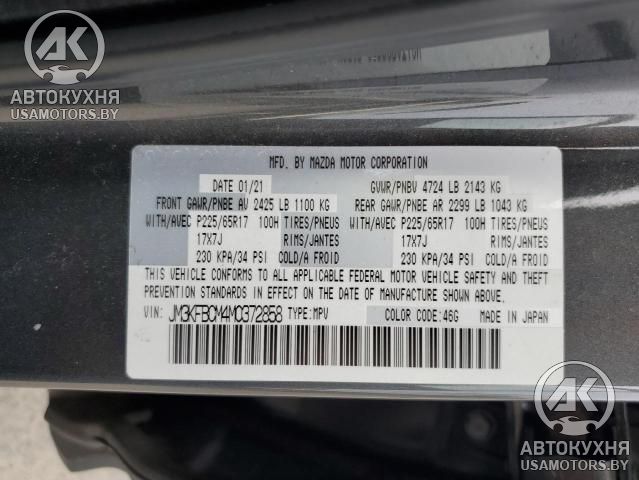 AK
АВТОКУХНЯ
USAMOTORS.BY
MFD. BY MAZDA MOTOR CORPORATION
DATE 01/21 GVWR/PNBV 4724 LB 2143 KG
FRONT GAWR/PNBE AV 2425 LB 1100 KG REAR GAWR/PNBE AR 2299 LB 1043 KG
WITH/AVEC P225/65R17 100H TIRES/PNEUS WITH/AVEC P225/65R17 100H TIRES/PNEUS
17X7J RIMS/JANTES 17X7J RIMS/JANTES
230 KPA/34 PSI COLD/A FROID 230 KPA/34 PSI COLD/A FROID
THIS VEHICLE CONFORMS TO ALL APPLICABLE FEDERAL MOTOR VEHICLE SAFETY AND THEFT
PREVENTION STANDARDS IN EFFECT ON THE DATE OF MANUFACTURE SHOWN ABOVE.
VIN: JM3KFBCM4M0372858 TYPE:MPV COLOR CODE:46G MADE IN JAPAN
AK
АВТОКУХНЯ
USAMOTORS.BY